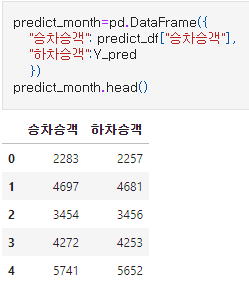 predict_month=pd.DataFrame({
"승차승객": predict_df["승차승객"],
"하차승객":Y_pred
})
predict_month.head()
승차승객 하차승객
0 2283 2257
1 4697 4681
2 3454 3456
3 4272 4253
4 5741 5652